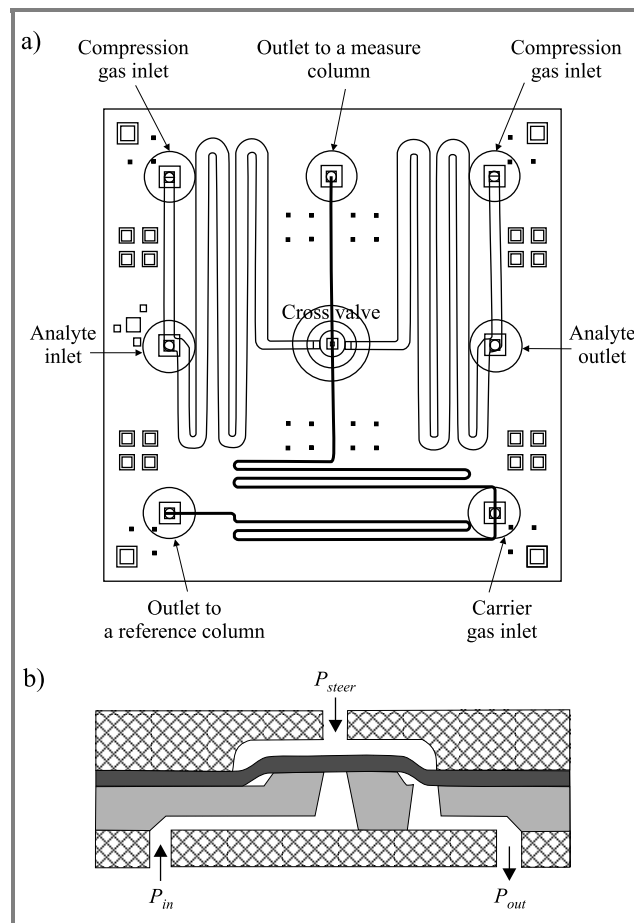 a)
Compression
gas inlet
Outlet to a measure
column
Compression
gas inlet
Cross valve
Analyte
inlet
Analyte
outlet
Outlet to
a reference column
Carrier
gas inlet
b)
P_steer
P_in
P_out